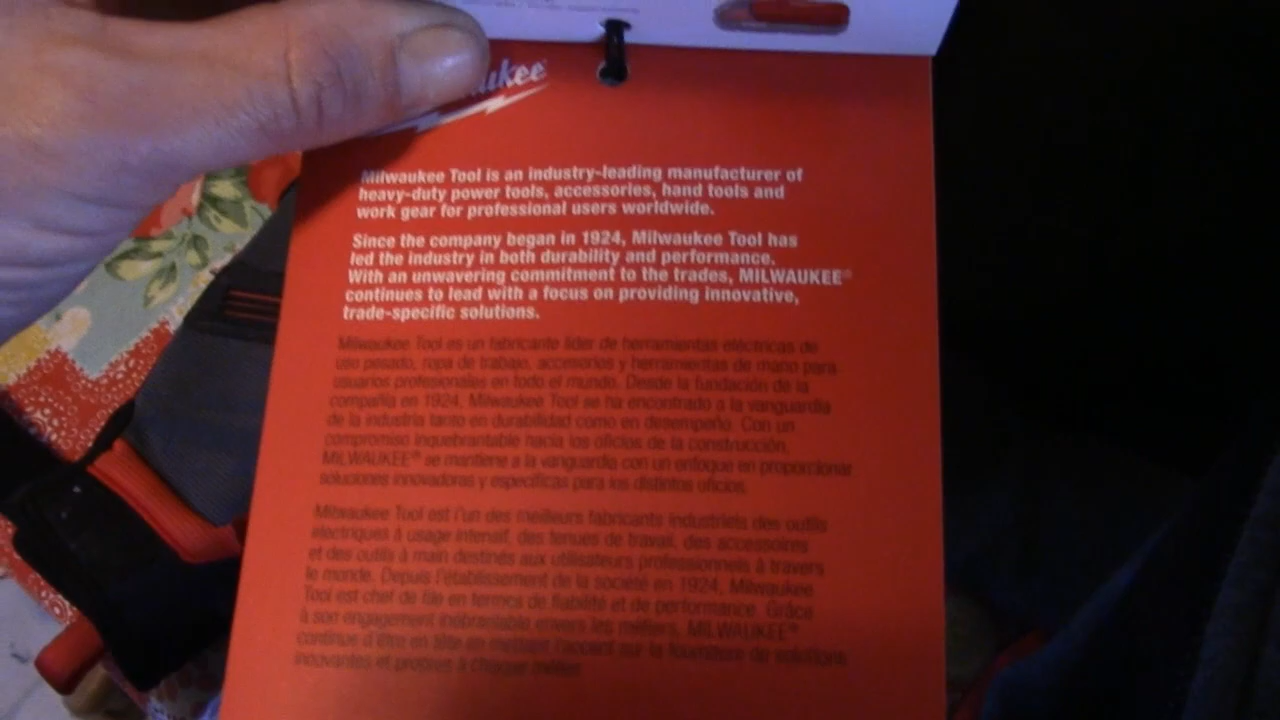 ukee
Milwaukee Tool is an industry-leading manufacturer of
heavy-duty power tools, accessories, hand tools and
work gear for professional users worldwide.
Since the company began in 1924, Milwaukee Tool has
led the industry in both durability and performance.
With an unwavering commitment to the trades, MILWAUKEE®
continues to lead with a focus on providing innovative,
trade-specific solutions.
Milwaukee Tool es un fabricante líder de herramientas eléctricas de
uso pesado, ropa de trabajo, accesorios y herramientas de mano para
usuarios profesionales en todo el mundo. Desde la fundación de la
compañía en 1924, Milwaukee Tool se ha encontrado a la vanguardia
de la industria tanto en durabilidad como en desempeño. Con un
compromiso inquebrantable hacia los oficios de la construcción,
MILWAUKEE® se mantiene a la vanguardia con un enfoque en proporcionar
soluciones innovadoras y específicas para los distintos oficios.
Milwaukee Tool est l'un des meilleurs fabricants industriels des outils
électriques à usage intensif, des tenues de travail, des accessoires
et des outils à main destinés aux utilisateurs professionnels à travers
le monde. Depuis l'établissement de la société en 1924, Milwaukee
Tool est chef de file en termes de fiabilité et de performance. Grâce
à son engagement inébranlable envers les métiers, MILWAUKEE®
continue d'être en tête en mettant l'accent sur la fourniture de solutions
innovantes et propres à chaque métier.